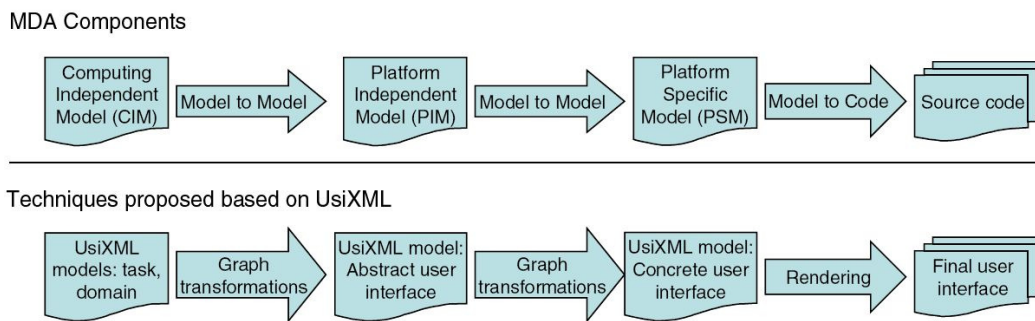 MDA Components
Computing
Independent
Model (CIM)
Model to Model
Platform
Independent
Model (PIM)
Model to Model
Platform
Specific
Model (PSM)
Model to Code
Source code
Techniques proposed based on UsiXML
UsiXML
models: task,
domain
Graph
transformations
UsiXML model:
Abstract user
interface
Graph
transformations
UsiXML model:
Concrete user
interface
Rendering
Final user
interface